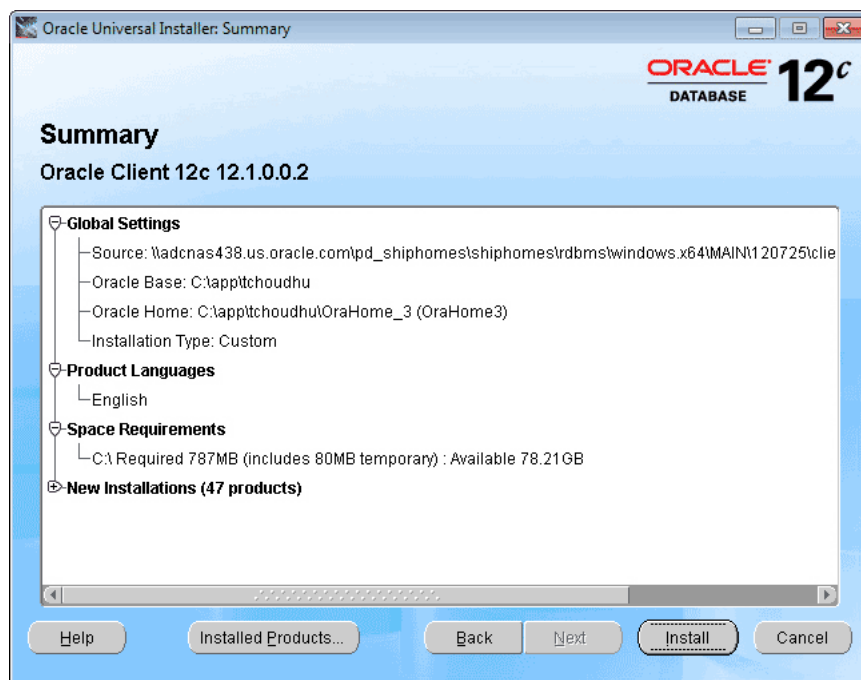 Oracle Universal Installer: Summary
ORACLE
DATABASE 12c
Summary
Oracle Client 12c 12.1.0.0.2
Global Settings
Source: \\adcnas438.us.oracle.com\pd_shiphomes\shiphomes\rdbms\windows.x64\MAIN\120725\clie
Oracle Base: C:\app\tchoudhu
Oracle Home: C:\app\tchoudhu\OraHome_3 (OraHome3)
Installation Type: Custom
Product Languages
English
Space Requirements
C:\ Required 787MB (includes 80MB temporary) : Available 78.21GB
New Installations (47 products)
Help Installed Products... Back Next Install Cancel